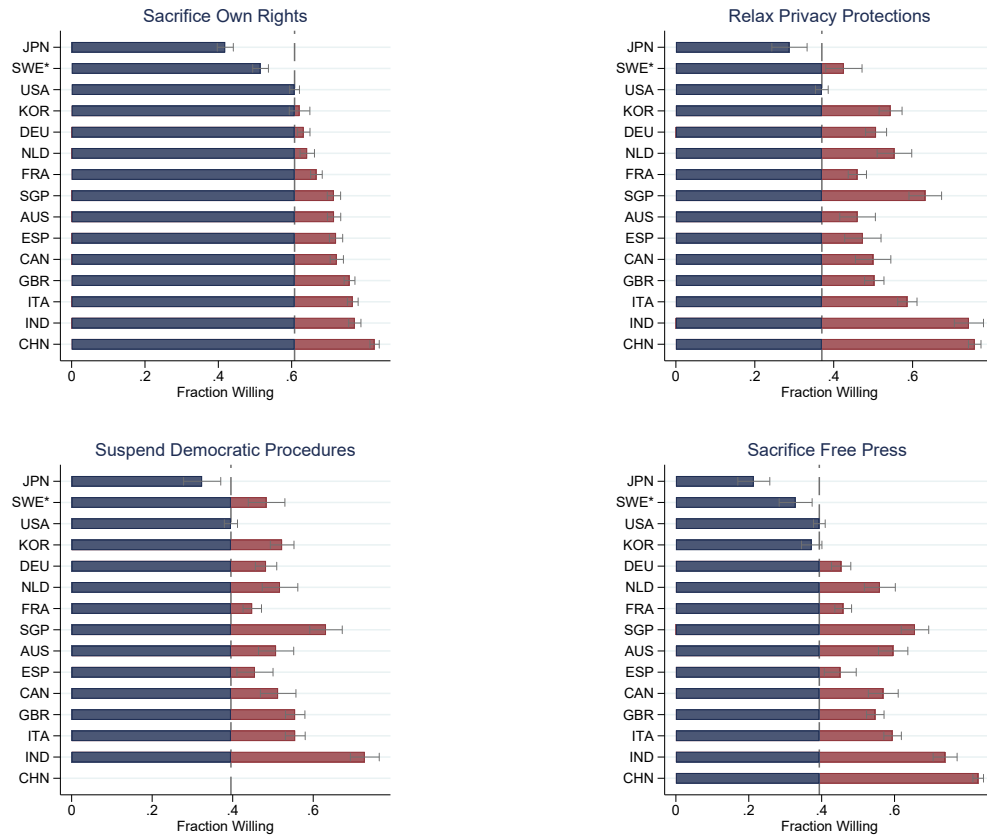 Sacrifice Own Rights
JPN
SWE*
USA
KOR
DEU
NLD
FRA
SGP
AUS
ESP
CAN
GBR
ITA
IND
CHN
0 .2 .4 .6
Fraction Willing
Relax Privacy Protections
JPN
SWE*
USA
KOR
DEU
NLD
FRA
SGP
AUS
ESP
CAN
GBR
ITA
IND
CHN
0 .2 .4 .6
Fraction Willing
Suspend Democratic Procedures
JPN
SWE*
USA
KOR
DEU
NLD
FRA
SGP
AUS
ESP
CAN
GBR
ITA
IND
CHN
0 .2 .4 .6
Fraction Willing
Sacrifice Free Press
JPN
SWE*
USA
KOR
DEU
NLD
FRA
SGP
AUS
ESP
CAN
GBR
ITA
IND
CHN
0 .2 .4 .6
Fraction Willing